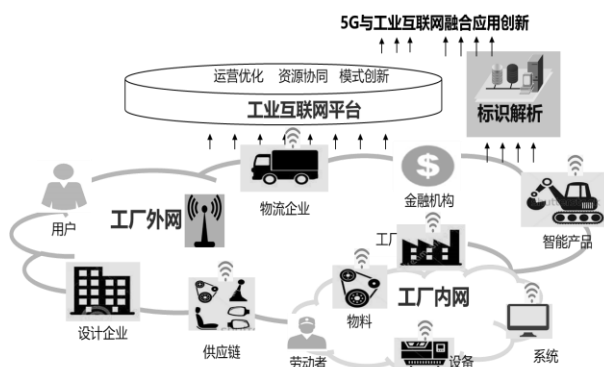 5G与工业互联网融合应用创新
运营优化 资源协同 模式创新
工业互联网平台
标识解析
用户
工厂外网
物流企业
金融机构
智能产品
工厂
设计企业
供应链
物料
工厂内网
劳动者
设备
系统